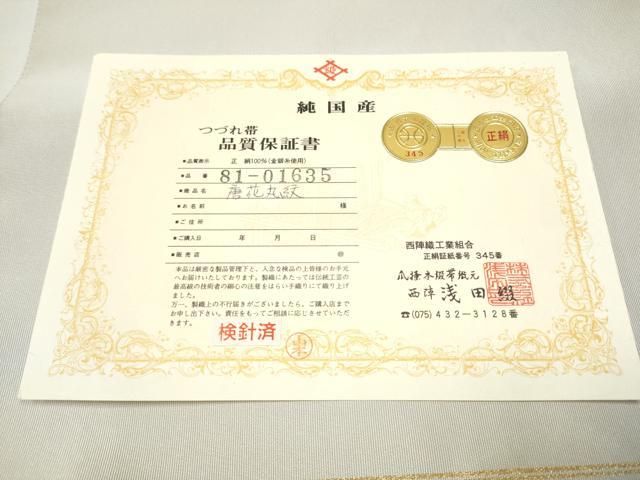 純国産
つづれ帯
品質保証書
正絹
345
●品質表示 正絹100%(金銀糸使用)
●品番 81-01635
●商品名 唐花丸紋
●お名前 様
●ご住所
●ご購入日 年 月 日
●販売店 ㊞
本品は厳密な製品管理下と、入念な検品の上皆様のお手元
へお届けいたしております。製織にあたっては伝統工芸の
最高級の技術者の細心の注意をはらい手織りにて織り上げ
ました。
万一、製織上の不行届きがございましたら、ご購入店まで
お申し出下さい。責任をもってご相談に応じさせていただき
ます。
検針済
西陣織工業組合
正絹証紙番号 345番
爪掻本綴帯織元
西陣 浅田綴
☎(075)432-3128番